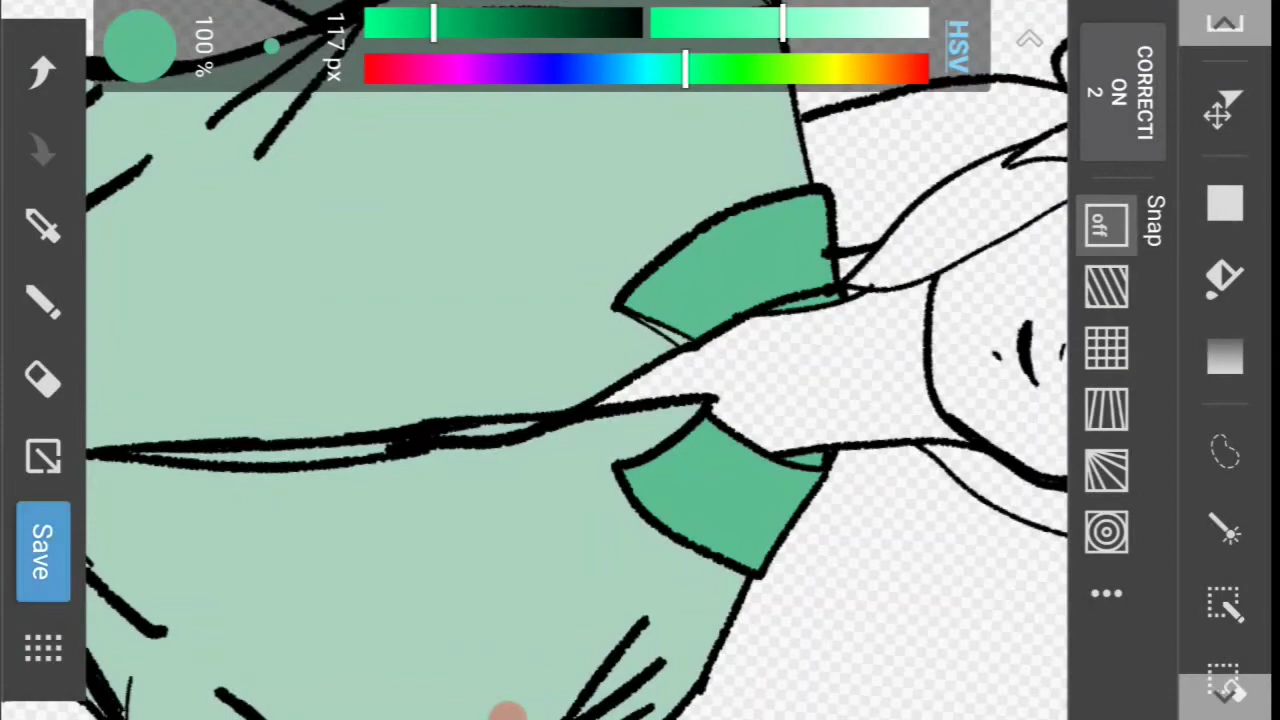 HSV
117 px
100 %
CORRECTI
ON
2
Snap
off
Save